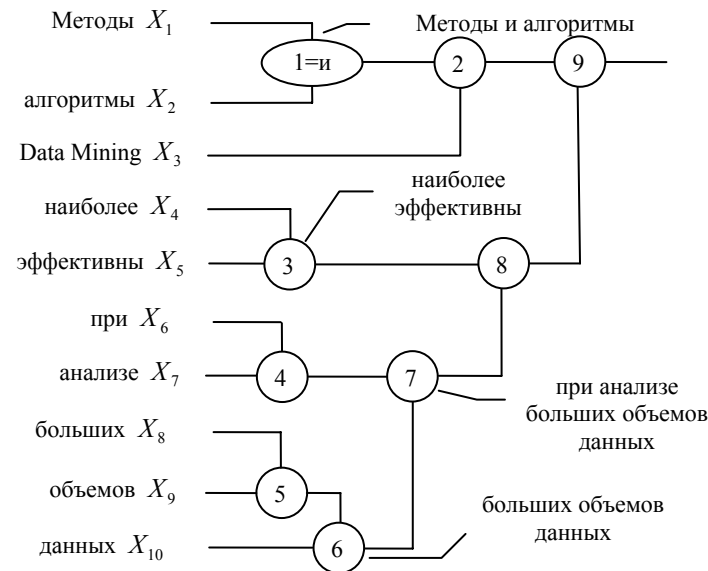 Методы X₁
Методы и алгоритмы
1=и
2
9
алгоритмы X₂
Data Mining X₃
наиболее
эффективны
наиболее X₄
эффективны X₅
3
8
при X₆
анализе X₇
4
7
при анализе
больших объемов
данных
больших X₈
объемов X₉
5
больших объемов
данных
данных X₁₀
6